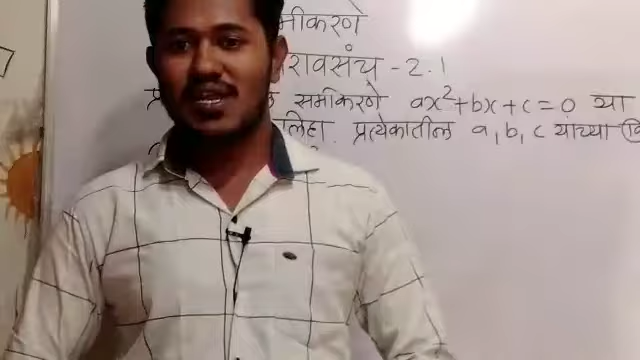 मीकरणे
रावसंच - 2.1
प्र समीकरणे ax²+bx+c=0 या
लिहा. प्रत्येकातील a, b, c यांच्या कि